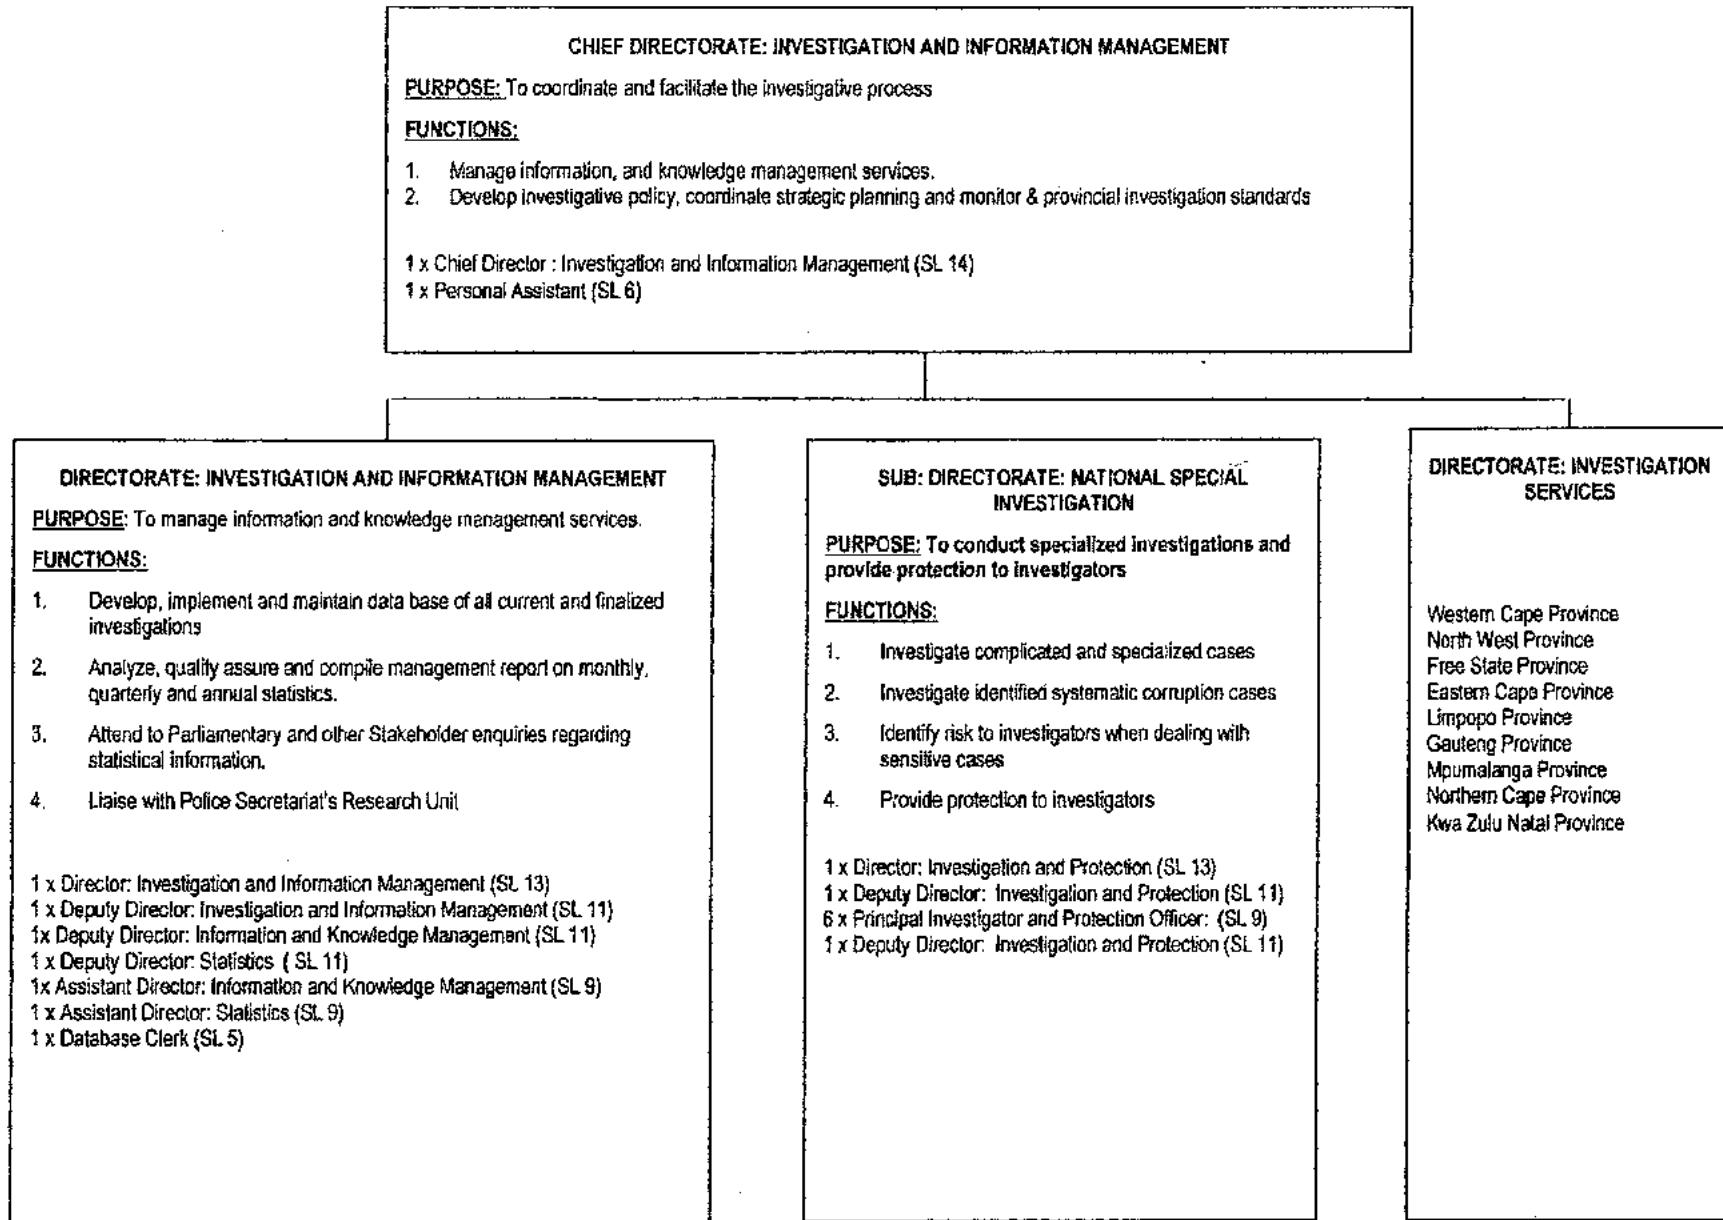 CHIEF DIRECTORATE: INVESTIGATION AND INFORMATION MANAGEMENT
PURPOSE: To coordinate and facilitate the investigative process
FUNCTIONS:
1. Manage information, and knowledge management services.
2. Develop investigative policy, coordinate strategic planning and monitor & provincial investigation standards
1 x Chief Director : Investigation and Information Management (SL 14)
1 x Personal Assistant (SL 6)
DIRECTORATE: INVESTIGATION AND INFORMATION MANAGEMENT
PURPOSE: To manage information and knowledge management services.
FUNCTIONS:
1. Develop, implement and maintain data base of all current and finalized
investigations
2. Analyze, quality assure and compile management report on monthly,
quarterly and annual statistics.
3. Attend to Parliamentary and other Stakeholder enquiries regarding
statistical information.
4. Liaise with Police Secretariat's Research Unit
1 x Director: Investigation and Information Management (SL 13)
1 x Deputy Director: Investigation and Information Management (SL 11)
1x Deputy Director: Information and Knowledge Management (SL 11)
1 x Deputy Director: Statistics ( SL 11)
1x Assistant Director: Information and Knowledge Management (SL 9)
1 x Assistant Director: Statistics (SL 9)
1 x Database Clerk (SL 5)
SUB: DIRECTORATE: NATIONAL SPECIAL
INVESTIGATION
PURPOSE: To conduct specialized investigations and
provide protection to investigators
FUNCTIONS:
1. Investigate complicated and specialized cases
2. Investigate identified systematic corruption cases
3. Identify risk to investigators when dealing with
sensitive cases
4. Provide protection to investigators
1 x Director: Investigation and Protection (SL 13)
1 x Deputy Director: Investigation and Protection (SL 11)
6 x Principal Investigator and Protection Officer: (SL 9)
1 x Deputy Director: Investigation and Protection (SL 11)
DIRECTORATE: INVESTIGATION
SERVICES
Western Cape Province
North West Province
Free State Province
Eastern Cape Province
Limpopo Province
Gauteng Province
Mpumalanga Province
Northern Cape Province
Kwa Zulu Natal Province